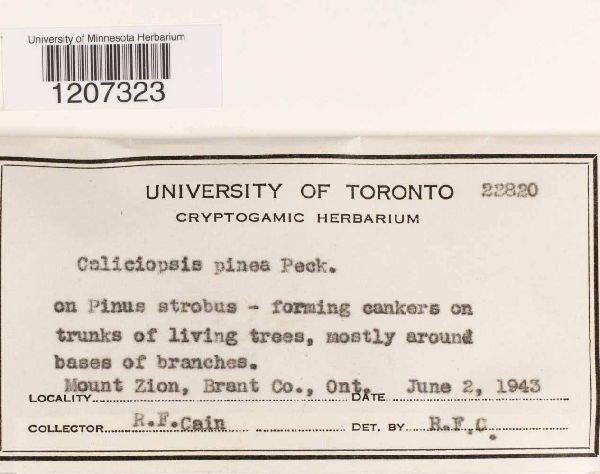 University of Minnesota Herbarium
1207323
UNIVERSITY OF TORONTO 22820
CRYPTOGAMIC HERBARIUM
Caliciopsis pinea Peck.
on Pinus strobus - forming cankers on
trunks of living trees, mostly around
bases of branches.
LOCALITY Mount Zion, Brant Co., Ont. DATE June 2, 1943
COLLECTOR R.F.Cain DET. BY R.F.C.